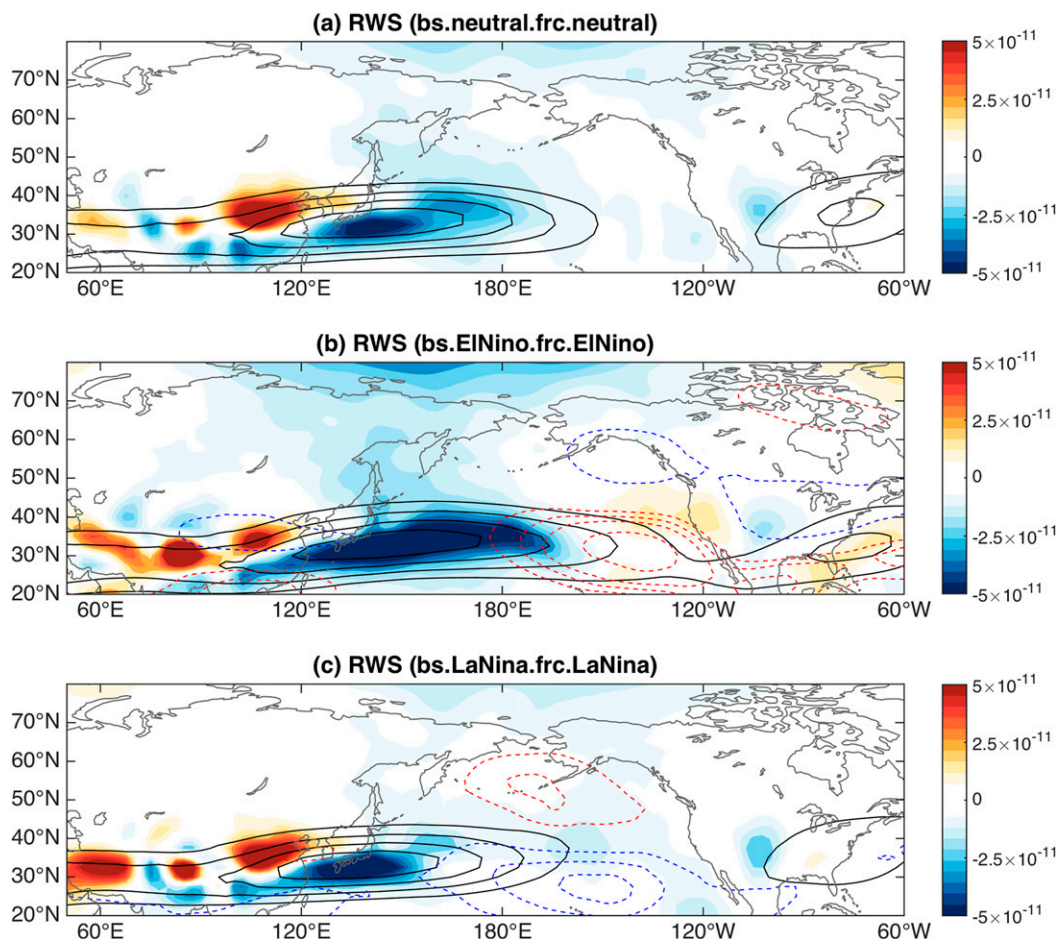 (a) RWS (bs.neutral.frc.neutral)
70°N
60°N
50°N
40°N
30°N
20°N
60°E
120°E
180°E
120°W
60°W
5×10-11
2.5×10-11
0
-2.5×10-11
-5×10-11
(b) RWS (bs.ElNino.frc.ElNino)
70°N
60°N
50°N
40°N
30°N
20°N
60°E
120°E
180°E
120°W
60°W
5×10-11
2.5×10-11
0
-2.5×10-11
-5×10-11
(c) RWS (bs.LaNina.frc.LaNina)
70°N
60°N
50°N
40°N
30°N
20°N
60°E
120°E
180°E
120°W
60°W
5×10-11
2.5×10-11
0
-2.5×10-11
-5×10-11